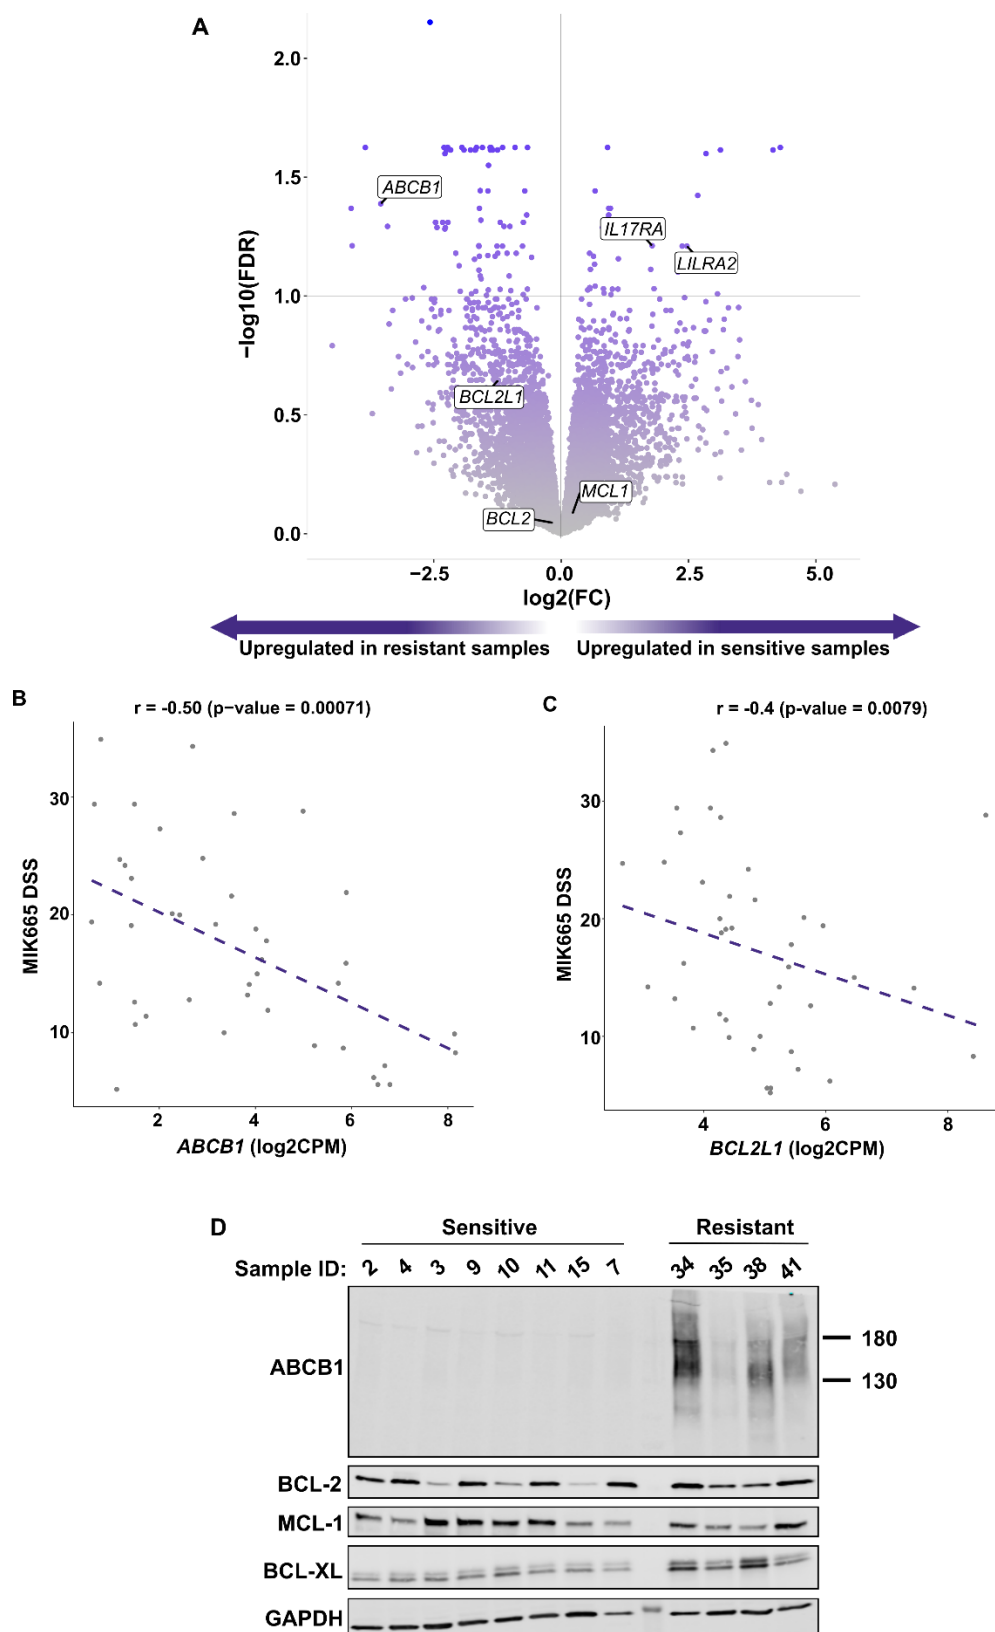 A
2.0
1.5
1.0
0.5
0.0
−log10(FDR)
ABCB1
IL17RA
LILRA2
BCL2L1
MCL1
BCL2
−2.5
0.0
2.5
5.0
log2(FC)
Upregulated in resistant samples
Upregulated in sensitive samples
B
r = -0.50 (p−value = 0.00071)
30
20
10
MIK665 DSS
2
4
6
8
ABCB1 (log2CPM)
C
r = -0.4 (p-value = 0.0079)
30
20
10
MIK665 DSS
4
6
8
BCL2L1 (log2CPM)
D
Sensitive
Resistant
Sample ID: 2 4 3 9 10 11 15 7 34 35 38 41
ABCB1
180
130
BCL-2
MCL-1
BCL-XL
GAPDH